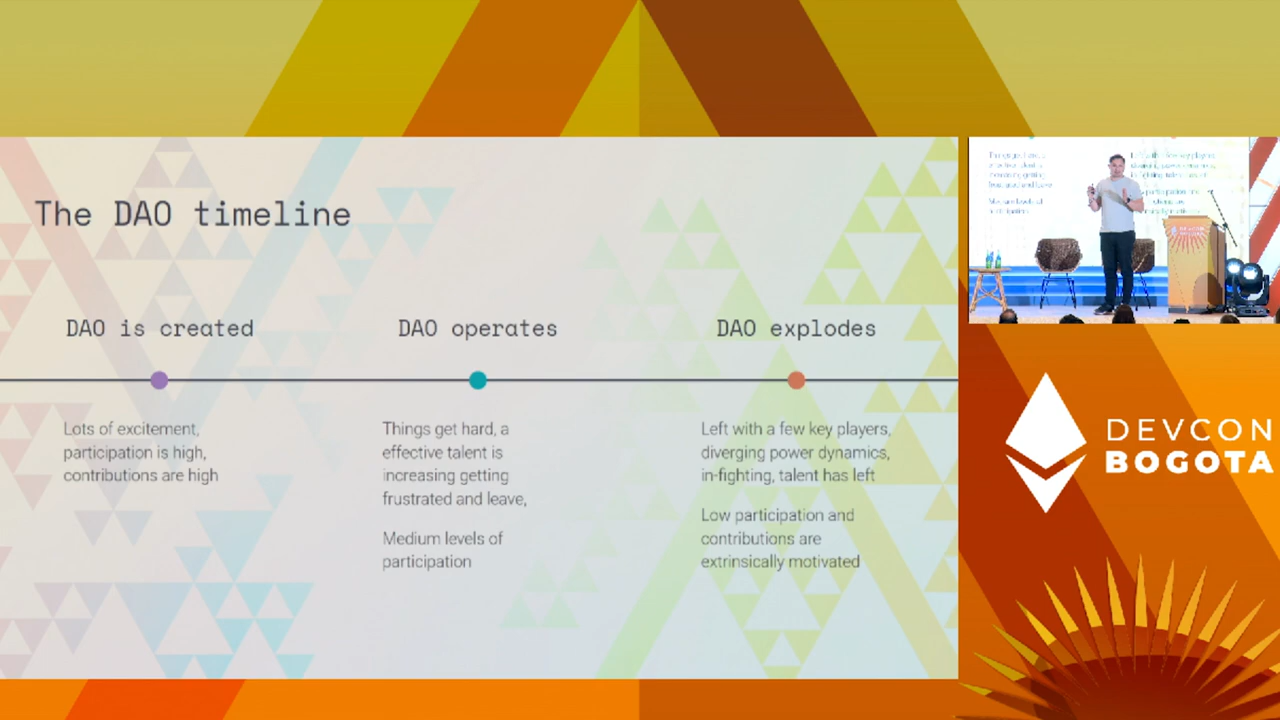 The DAO timeline
DAO is created
DAO operates
DAO explodes
Lots of excitement,
participation is high,
contributions are high
Things get hard, a
effective talent is
increasing getting
frustrated and leave,
Medium levels of
participation
Left with a few key players,
diverging power dynamics,
in-fighting, talent has left
Low participation and
contributions are
extrinsically motivated
DEVCON
BOGOTA